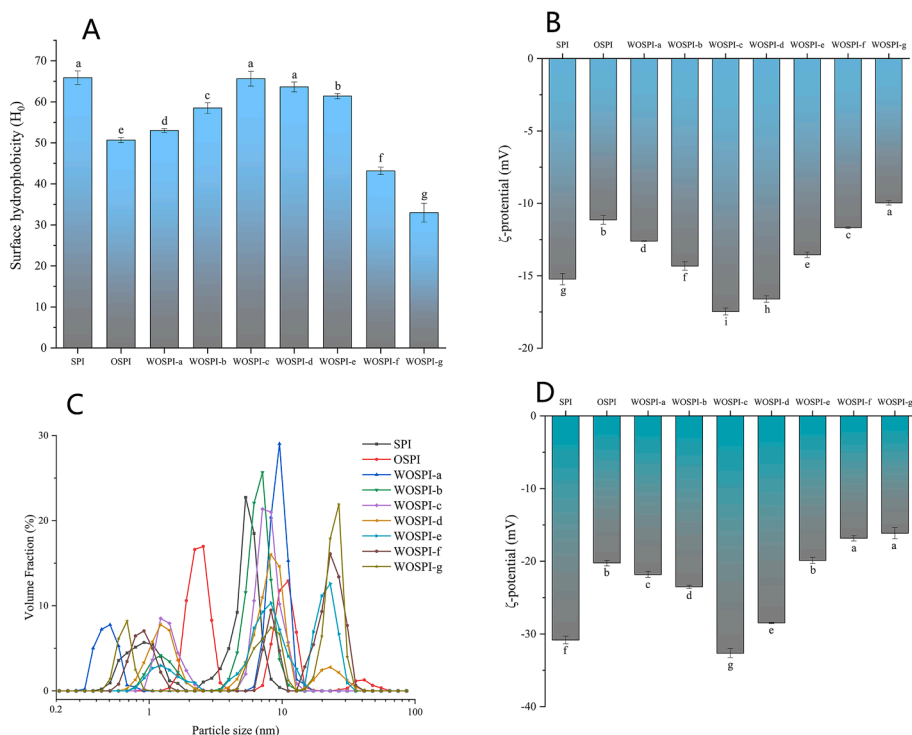 A
Surface hydrophobicity (H0)
70
60
50
40
30
20
10
0
a
e
d
c
a
a
b
f
g
SPI OSPI WOSPI-a WOSPI-b WOSPI-c WOSPI-d WOSPI-e WOSPI-f WOSPI-g
B
SPI OSPI WOSPI-a WOSPI-b WOSPI-c WOSPI-d WOSPI-e WOSPI-f WOSPI-g
ζ-protential (mV)
0
-5
-10
-15
-20
g
b
d
f
i
h
e
c
a
C
Volume Fraction (%)
30
20
10
0
SPI
OSPI
WOSPI-a
WOSPI-b
WOSPI-c
WOSPI-d
WOSPI-e
WOSPI-f
WOSPI-g
0.2 1 10 100
Particle size (nm)
D
SPI OSPI WOSPI-a WOSPI-b WOSPI-c WOSPI-d WOSPI-e WOSPI-f WOSPI-g
ζ-potential (mV)
0
-10
-20
-30
-40
f
b
c
d
g
e
b
a
a